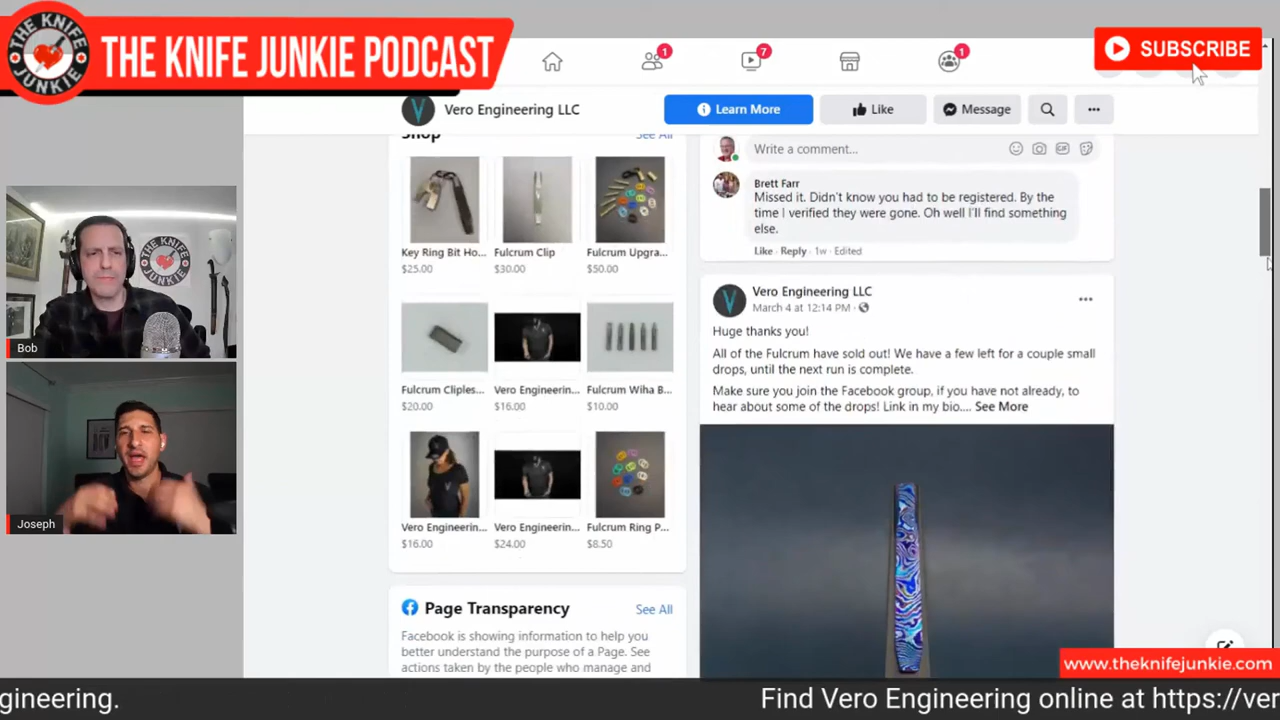 THE KNIFE JUNKIE
THE KNIFE JUNKIE PODCAST
1
7
1
SUBSCRIBE
Vero Engineering LLC
Learn More
Like
Message
Shop
See All
Key Ring Bit Ho...
$25.00
Fulcrum Clip
$30.00
Fulcrum Upgra...
$50.00
Fulcrum Cliples...
$20.00
Vero Engineerin...
$16.00
Fulcrum Wiha B...
$10.00
Vero Engineerin...
$16.00
Vero Engineerin...
$24.00
Fulcrum Ring P...
$8.50
Page Transparency
See All
Facebook is showing information to help you
better understand the purpose of a Page. See
actions taken by the people who manage and
Write a comment...
GIF
Brett Farr
Missed it. Didn't know you had to be registered. By the
time I verified they were gone. Oh well I'll find something
else.
Like · Reply · 1w · Edited
Vero Engineering LLC
March 4 at 12:14 PM ·
Huge thanks you!
All of the Fulcrum have sold out! We have a few left for a couple small
drops, until the next run is complete.
Make sure you join the Facebook group, if you have not already, to
hear about some of the drops! Link in my bio.... See More
THE KNIFE
JUNKIE
Bob
Joseph
www.theknifejunkie.com
gineering.
Find Vero Engineering online at https://ver